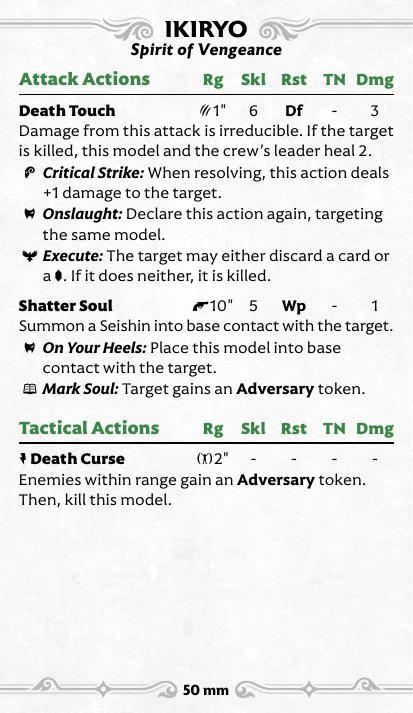 IKIRYO
Spirit of Vengeance
Attack Actions Rg Skl Rst TN Dmg
Death Touch 1" 6 Df - 3
Damage from this attack is irreducible. If the target
is killed, this model and the crew’s leader heal 2.
Critical Strike: When resolving, this action deals
+1 damage to the target.
Onslaught: Declare this action again, targeting
the same model.
Execute: The target may either discard a card or
a . If it does neither, it is killed.
Shatter Soul 10" 5 Wp - 1
Summon a Seishin into base contact with the target.
On Your Heels: Place this model into base
contact with the target.
Mark Soul: Target gains an Adversary token.
Tactical Actions Rg Skl Rst TN Dmg
Death Curse 2" - - - -
Enemies within range gain an Adversary token.
Then, kill this model.
50 mm